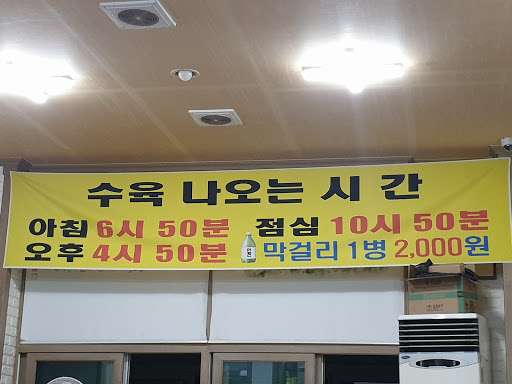 수육 나오는 시간
아침 6시 50분 점심 10시 50분
오후 4시 50분 막걸리 1병 2,000원